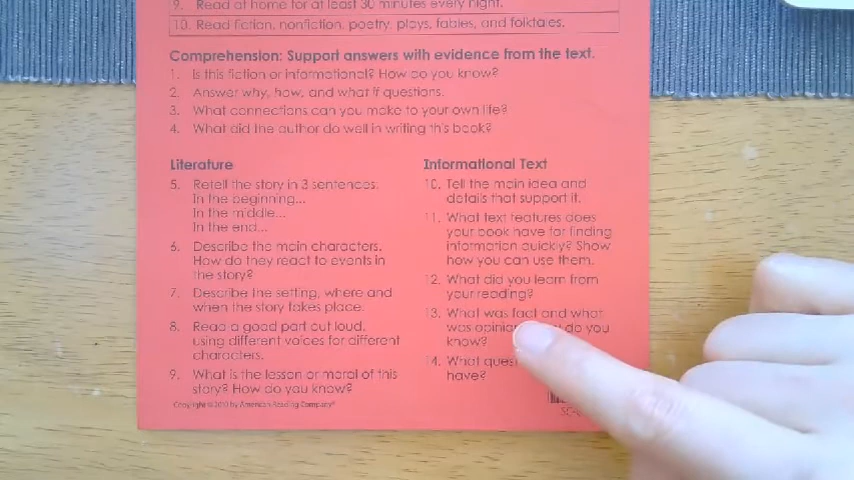 9. Read at home for at least 30 minutes every night.
10. Read fiction, nonfiction, poetry, plays, fables, and folktales.
Comprehension: Support answers with evidence from the text.
1. Is this fiction or informational? How do you know?
2. Answer why, how, and what if questions.
3. What connections can you make to your own life?
4. What did the author do well in writing this book?
Literature
5. Retell the story in 3 sentences:
In the beginning...
In the middle...
In the end...
6. Describe the main characters.
How do they react to events in
the story?
7. Describe the setting, where and
when the story takes place.
8. Read a good part out loud,
using different voices for different
characters.
9. What is the lesson or moral of this
story? How do you know?
Copyright © 2010 by American Reading Company®
Informational Text
10. Tell the main idea and
details that support it.
11. What text features does
your book have for finding
information quickly? Show
how you can use them.
12. What did you learn from
your reading?
13. What was fact and what
was opinion do you
know?
14. What
have?